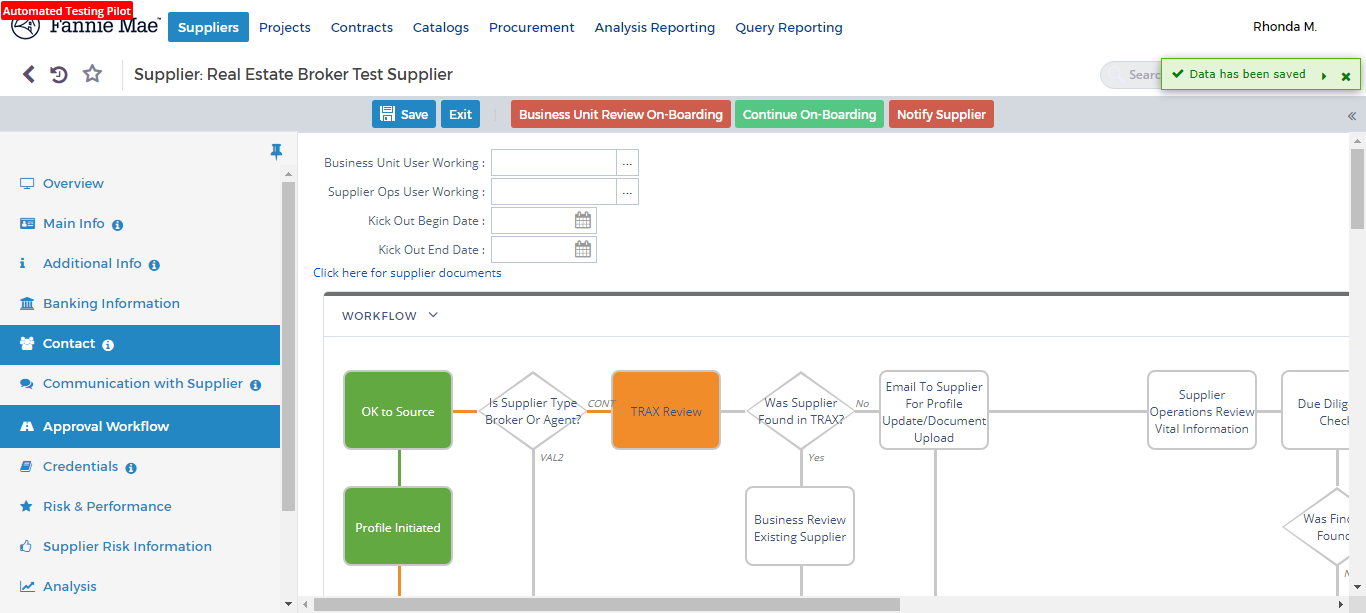 Automated Testing Pilot
Fannie Mae
Suppliers
Projects
Contracts
Catalogs
Procurement
Analysis Reporting
Query Reporting
Rhonda M.
Supplier: Real Estate Broker Test Supplier
Data has been saved
Save
Exit
Business Unit Review On-Boarding
Continue On-Boarding
Notify Supplier
Overview
Main Info
Additional Info
Banking Information
Contact
Communication with Supplier
Approval Workflow
Credentials
Risk & Performance
Supplier Risk Information
Analysis
Business Unit User Working :
...
Supplier Ops User Working :
...
Kick Out Begin Date :
Kick Out End Date :
Click here for supplier documents
WORKFLOW
OK to Source
Is Supplier Type
Broker Or Agent?
CONT
VAL2
TRAX Review
Was Supplier
Found in TRAX?
No
Yes
Email To Supplier
For Profile
Update/Document
Upload
Supplier
Operations Review
Vital Information
Due Dilig
Check
Profile Initiated
Business Review
Existing Supplier
Was Find
Found